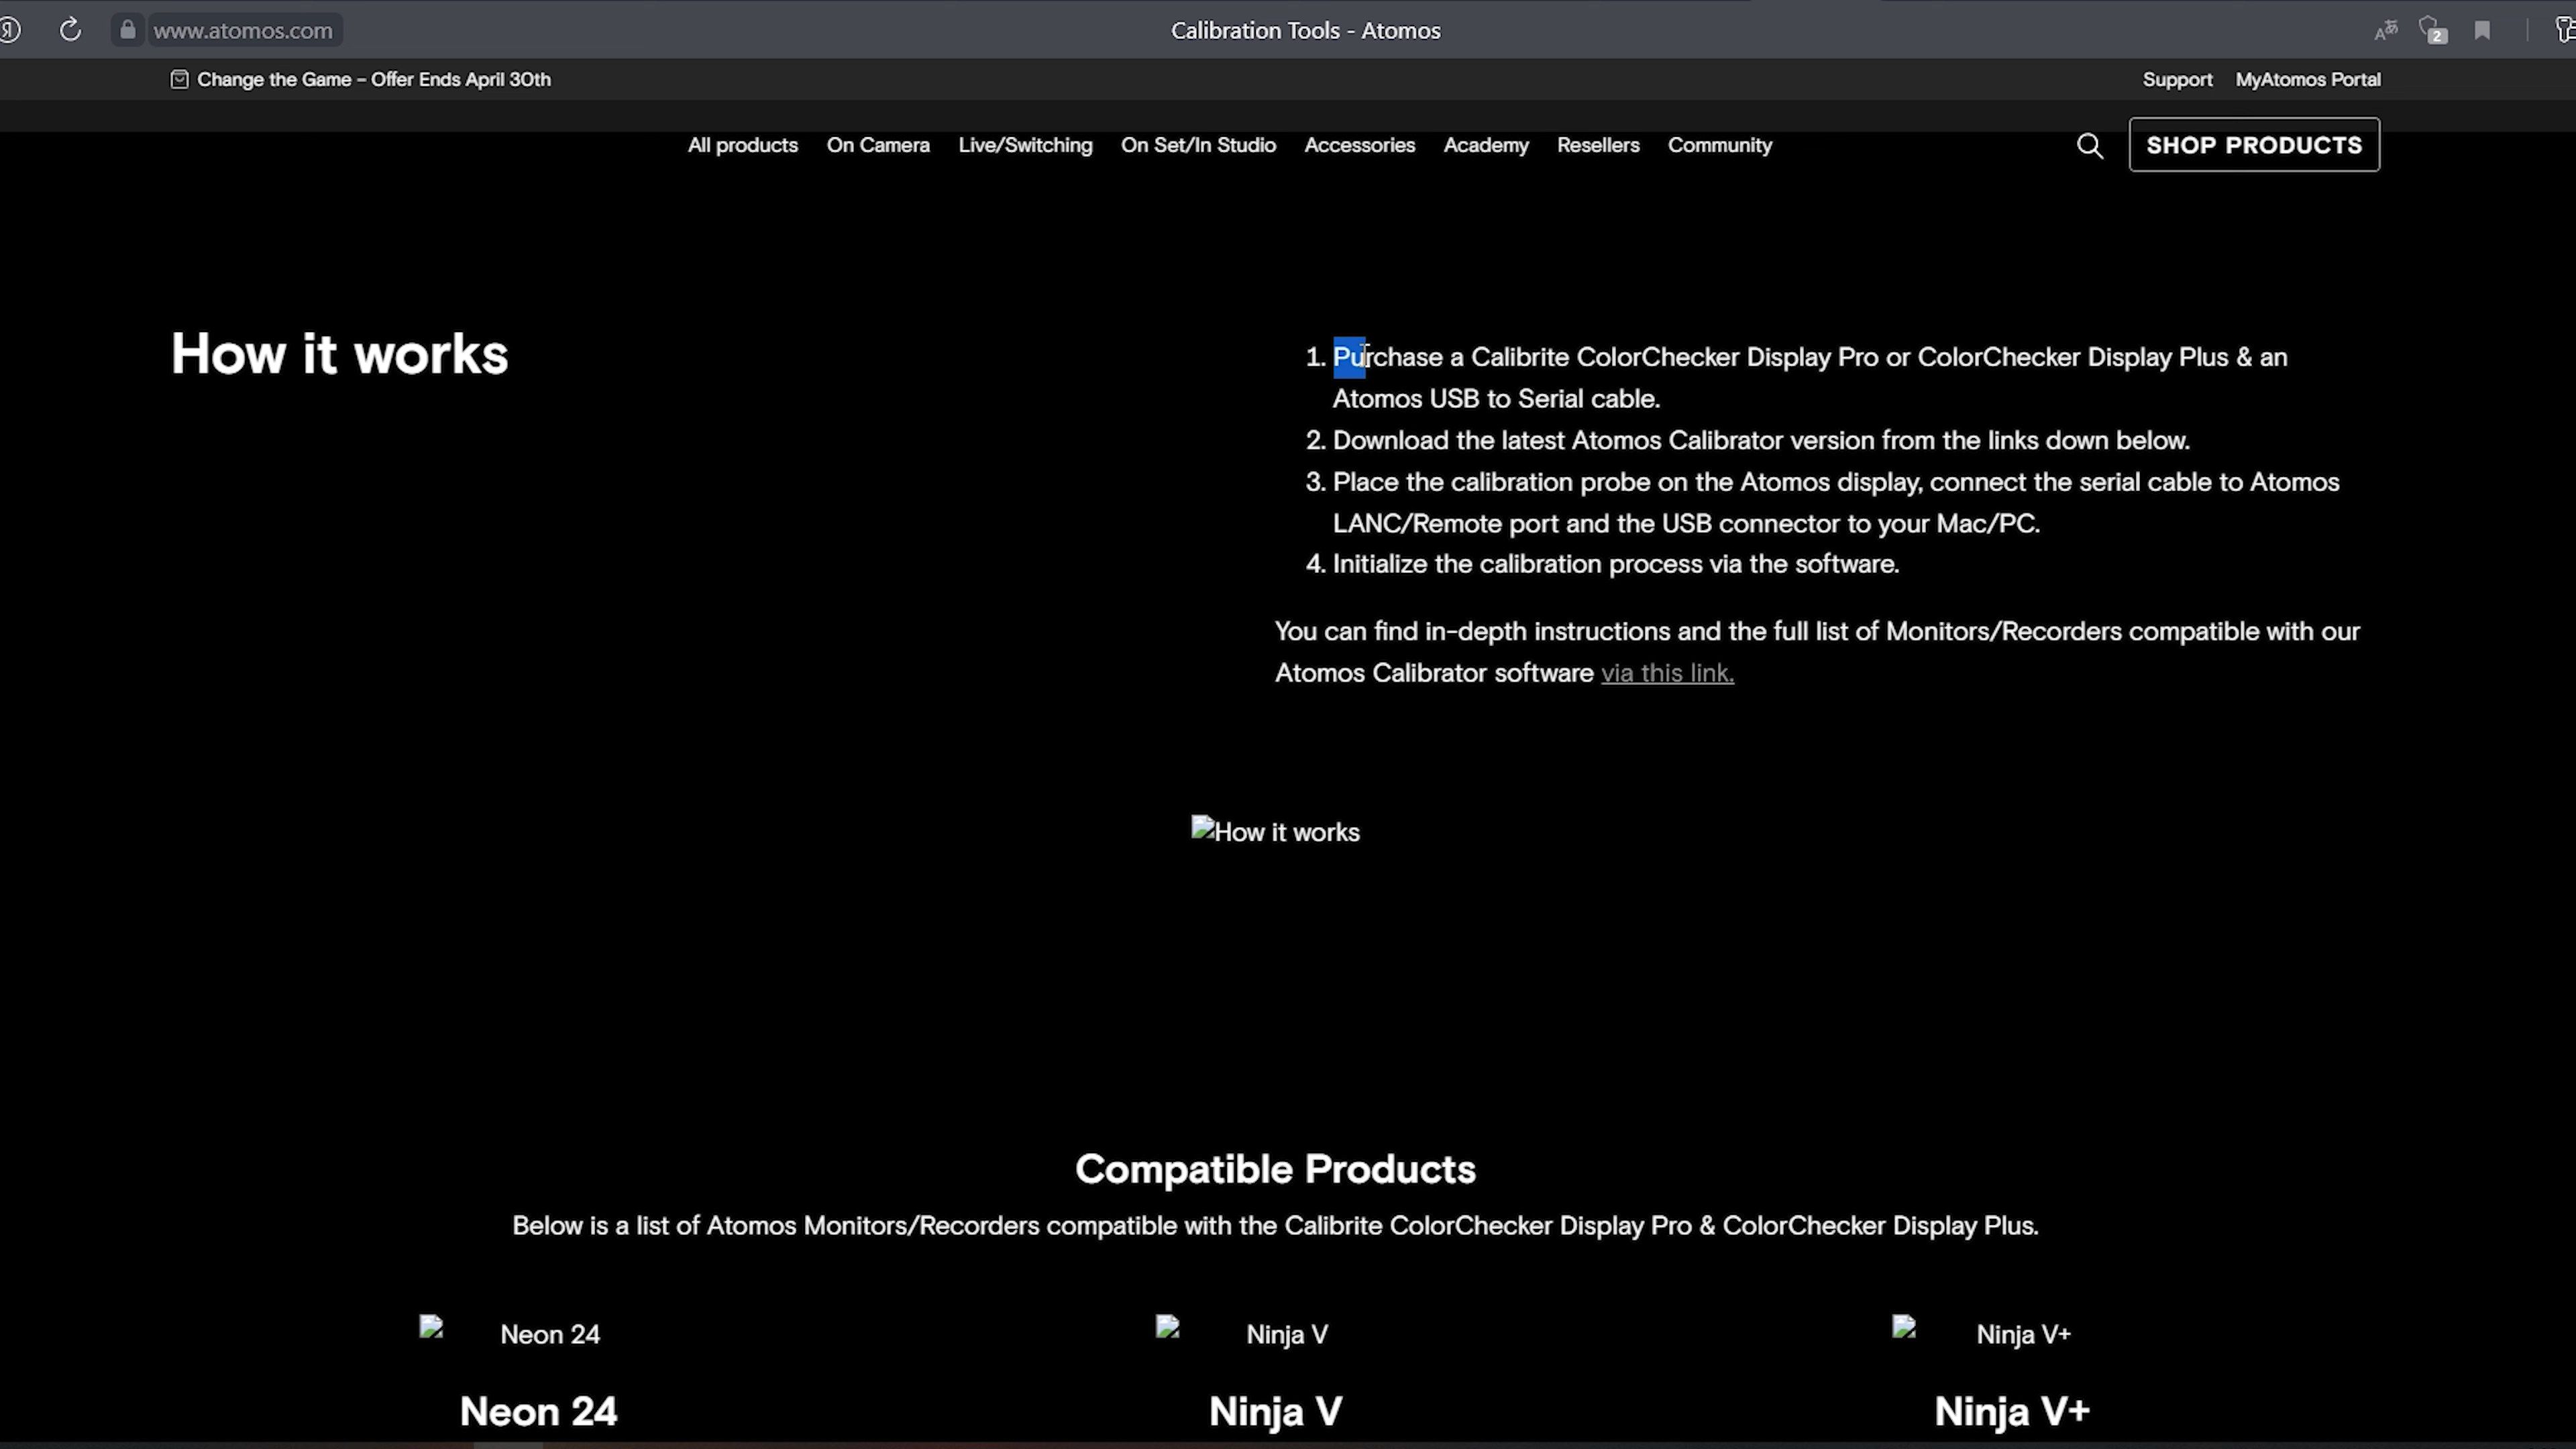 Я
www.atomos.com
Calibration Tools - Atomos
2
Change the Game – Offer Ends April 30th
Support
MyAtomos Portal
All products
On Camera
Live/Switching
On Set/In Studio
Accessories
Academy
Resellers
Community
SHOP PRODUCTS
How it works
1. Purchase a Calibrite ColorChecker Display Pro or ColorChecker Display Plus & an
Atomos USB to Serial cable.
2. Download the latest Atomos Calibrator version from the links down below.
3. Place the calibration probe on the Atomos display, connect the serial cable to Atomos
LANC/Remote port and the USB connector to your Mac/PC.
4. Initialize the calibration process via the software.
You can find in-depth instructions and the full list of Monitors/Recorders compatible with our
Atomos Calibrator software via this link.
How it works
Compatible Products
Below is a list of Atomos Monitors/Recorders compatible with the Calibrite ColorChecker Display Pro & ColorChecker Display Plus.
Neon 24
Ninja V
Ninja V+
Neon 24
Ninja V
Ninja V+